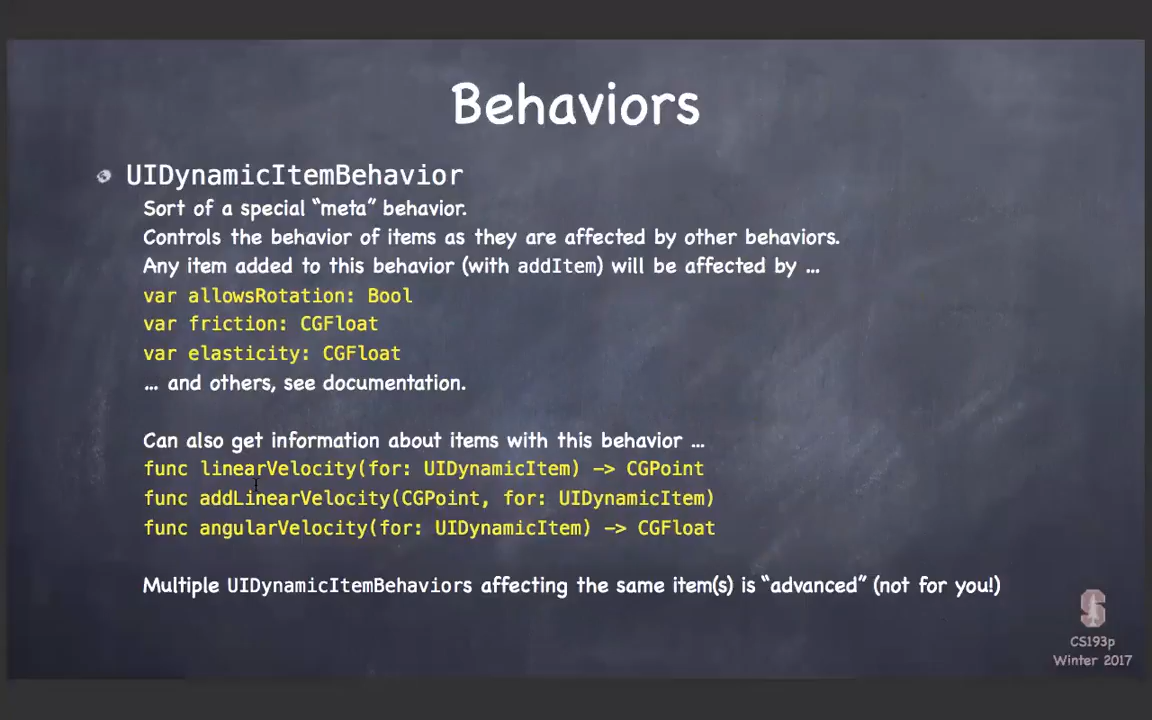 Behaviors
UIDynamicItemBehavior
Sort of a special “meta” behavior.
Controls the behavior of items as they are affected by other behaviors.
Any item added to this behavior (with addItem) will be affected by …
var allowsRotation: Bool
var friction: CGFloat
var elasticity: CGFloat
… and others, see documentation.
Can also get information about items with this behavior …
func linearVelocity(for: UIDynamicItem) -> CGPoint
func addLinearVelocity(CGPoint, for: UIDynamicItem)
func angularVelocity(for: UIDynamicItem) -> CGFloat
Multiple UIDynamicItemBehaviors affecting the same item(s) is “advanced” (not for you!)
S
CS193p
Winter 2017